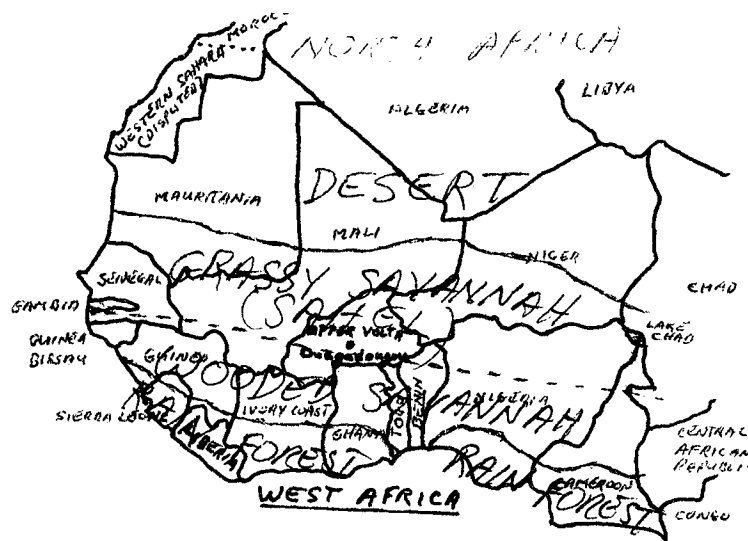 NORTH AFRICA
MOROC-
WESTERN SAHARA
(DISPUTED)
ALGERIA
LIBYA
DESERT
MAURITANIA
MALI
NIGER
CHAD
GRASSY SAVANNAH
(SAHEL)
SENEGAL
GAMBIA
GUINEA
BISSAU
UPPER VOLTA
OUAGADOUGOU
LAKE
CHAD
GUINEA
WOODED SAVANNAH
NIGERIA
IVORY COAST
TOGO
BENIN
SIERRA LEONE
LIBERIA
GHANA
RAIN FOREST
RAIN FOREST
CAMEROON
CENTRAL
AFRICAN
REPUBLI
CONGO
WEST AFRICA